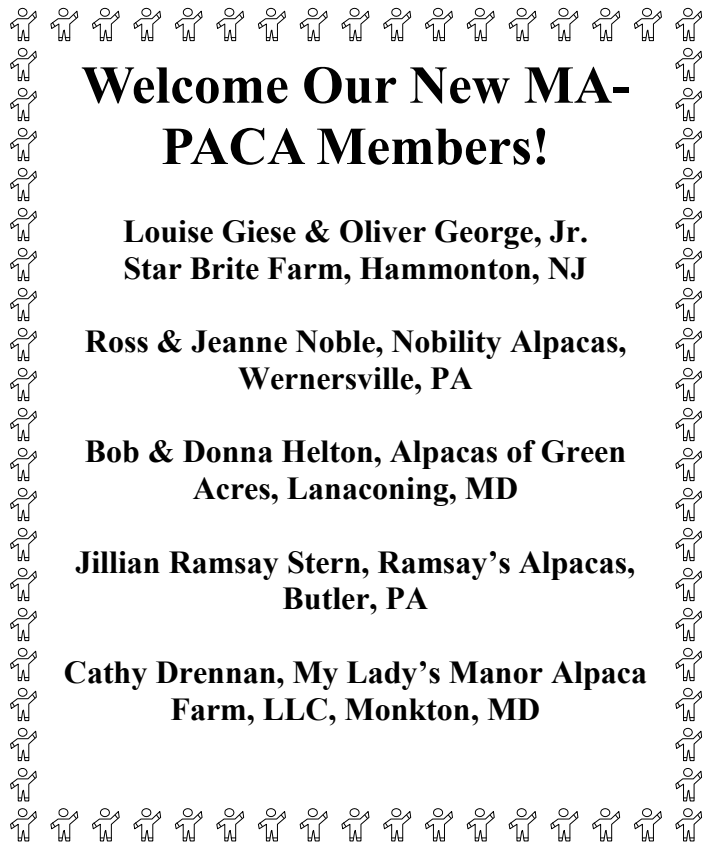 Welcome Our New MA-
PACA Members!
Louise Giese & Oliver George, Jr.
Star Brite Farm, Hammonton, NJ
Ross & Jeanne Noble, Nobility Alpacas,
Wernersville, PA
Bob & Donna Helton, Alpacas of Green
Acres, Lanaconing, MD
Jillian Ramsay Stern, Ramsay’s Alpacas,
Butler, PA
Cathy Drennan, My Lady’s Manor Alpaca
Farm, LLC, Monkton, MD